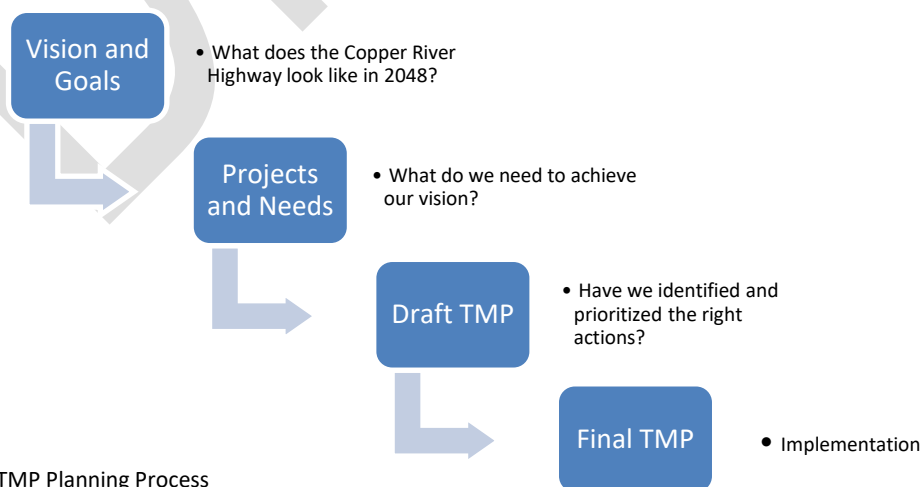 Vision and
Goals
• What does the Copper River
Highway look like in 2048?
Projects
and Needs
• What do we need to achieve
our vision?
Draft TMP
• Have we identified and
prioritized the right
actions?
Final TMP
• Implementation
TMP Planning Process